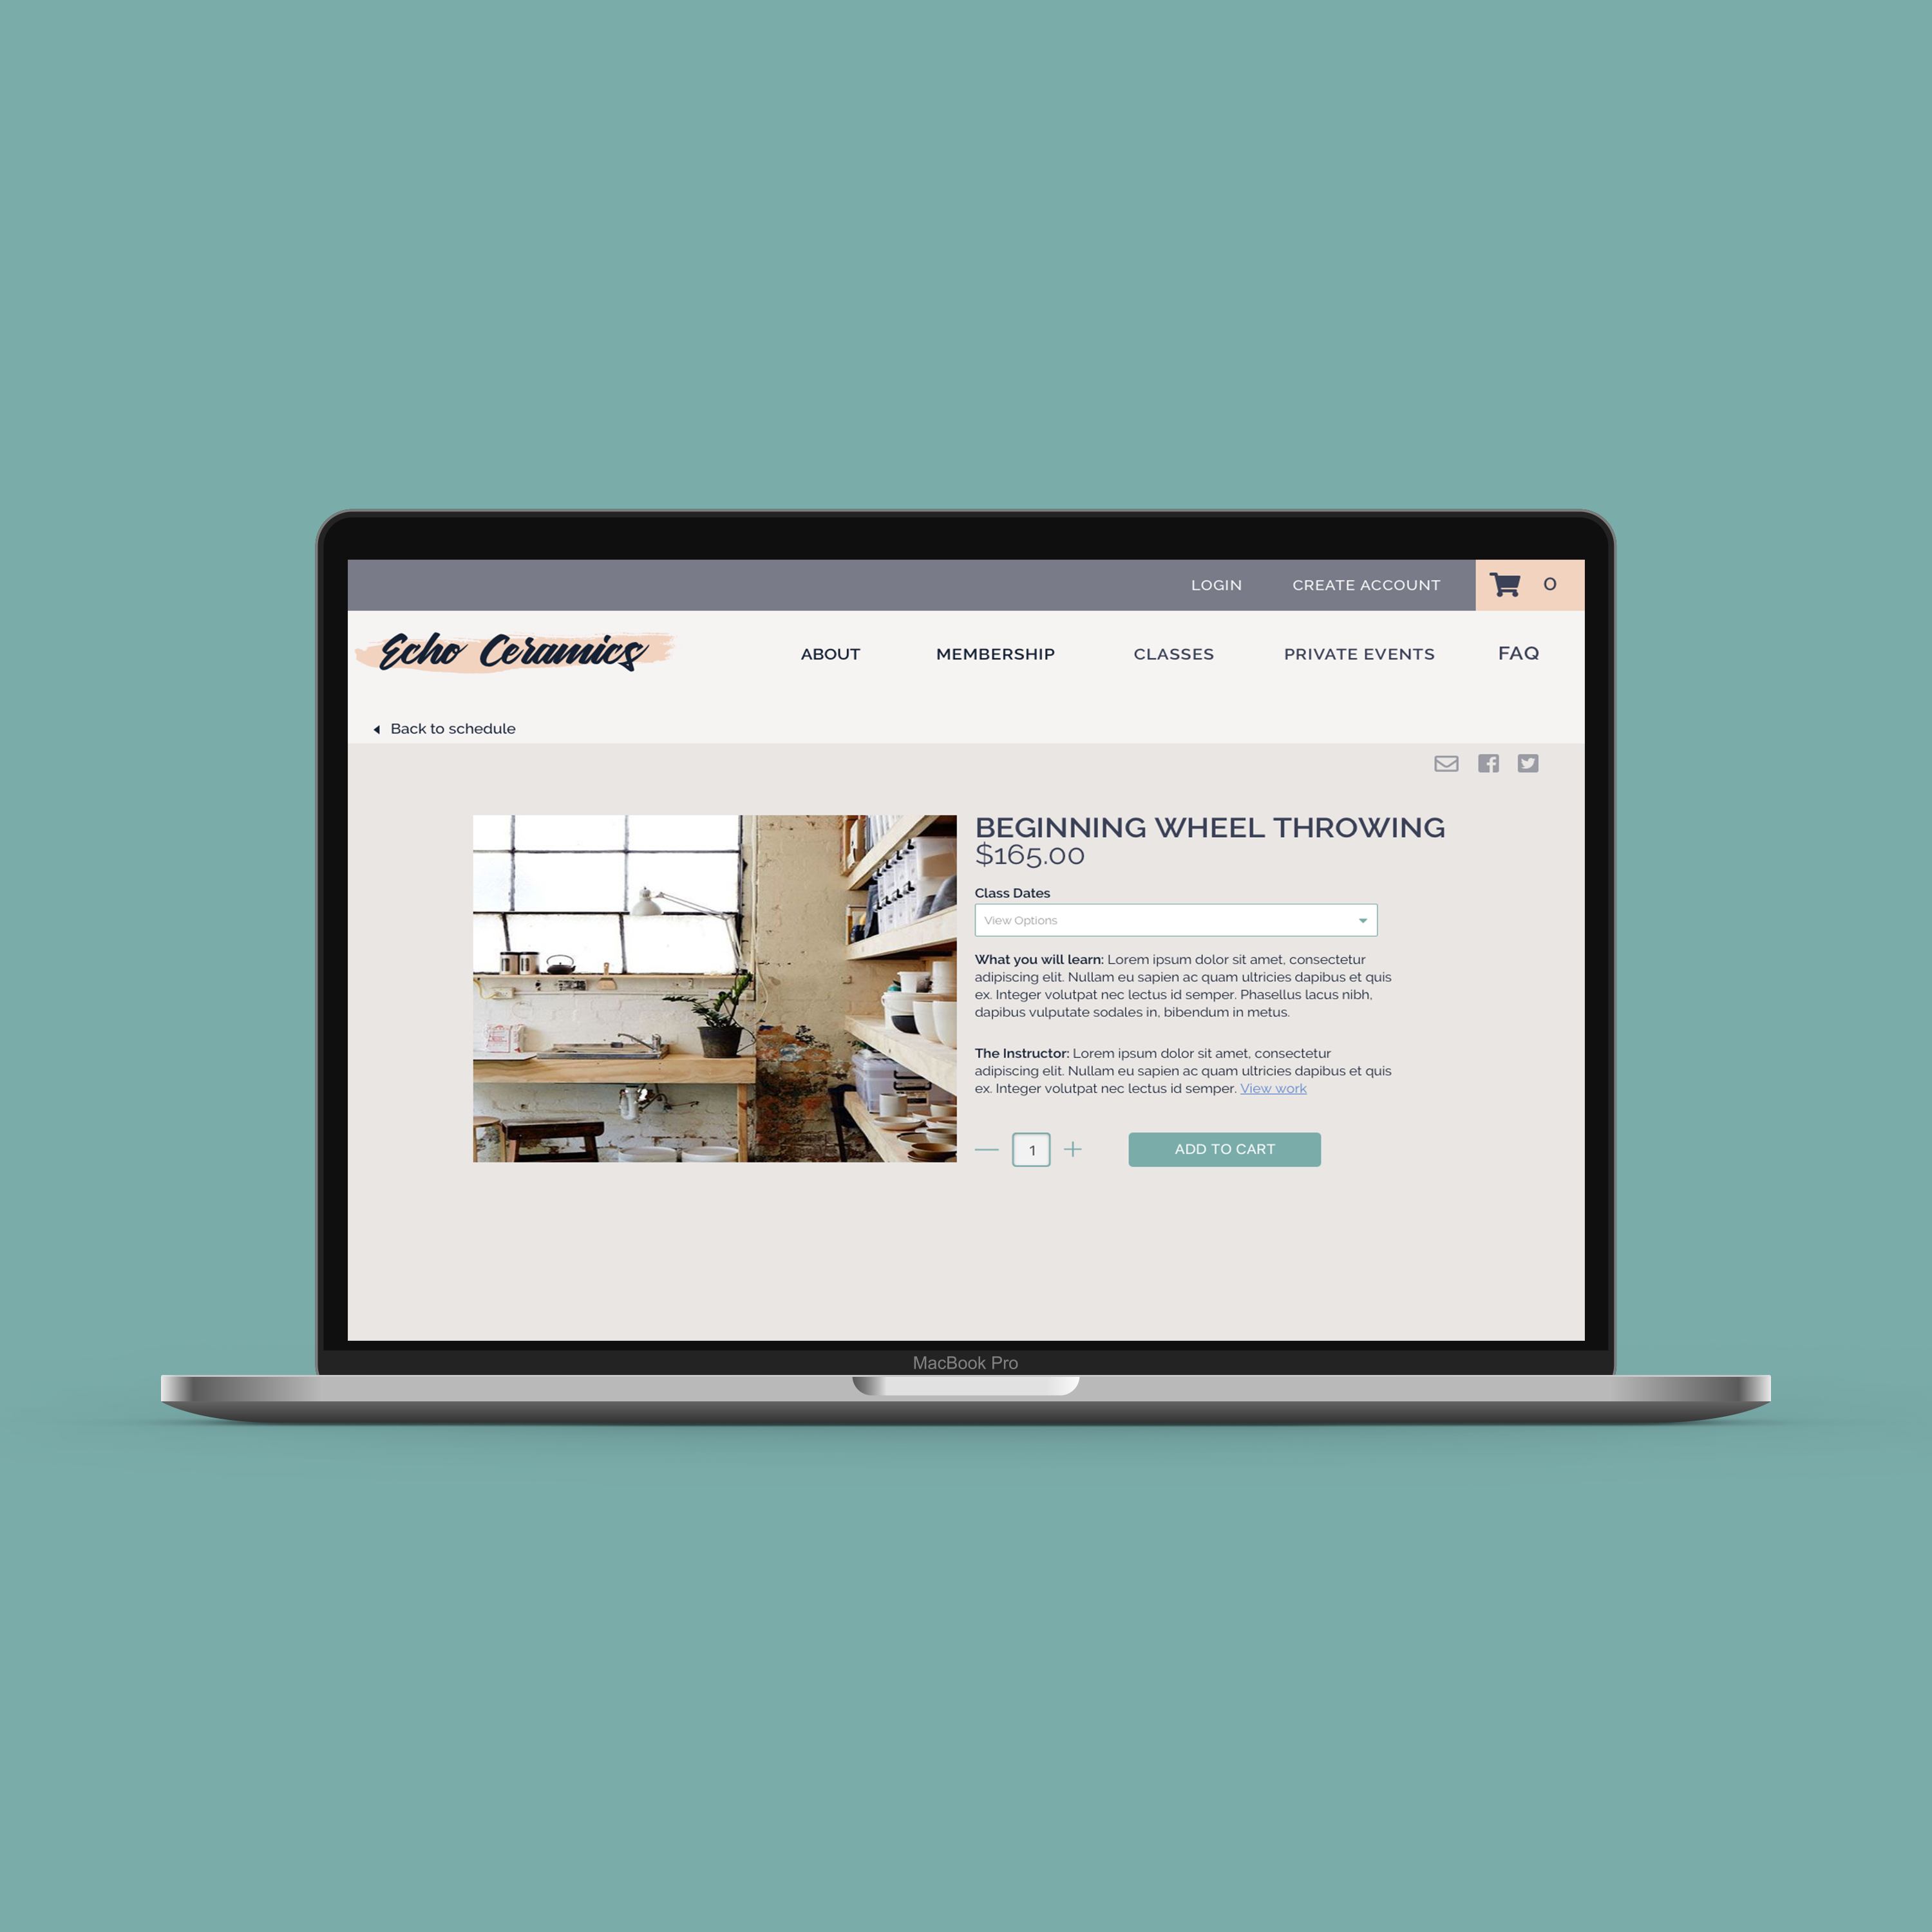 LOGIN CREATE ACCOUNT 0
Echo Ceramics ABOUT MEMBERSHIP CLASSES PRIVATE EVENTS FAQ
Back to schedule
BEGINNING WHEEL THROWING
$165.00
Class Dates
View Options
What you will learn: Lorem ipsum dolor sit amet, consectetur
adipiscing elit. Nullam eu sapien ac quam ultricies dapibus et quis
ex. Integer volutpat nec lectus id semper. Phasellus lacus nibh,
dapibus vulputate sodales in, bibendum in metus.
The Instructor: Lorem ipsum dolor sit amet, consectetur
adipiscing elit. Nullam eu sapien ac quam ultricies dapibus et quis
ex. Integer volutpat nec lectus id semper. View work
1 ADD TO CART
MacBook Pro